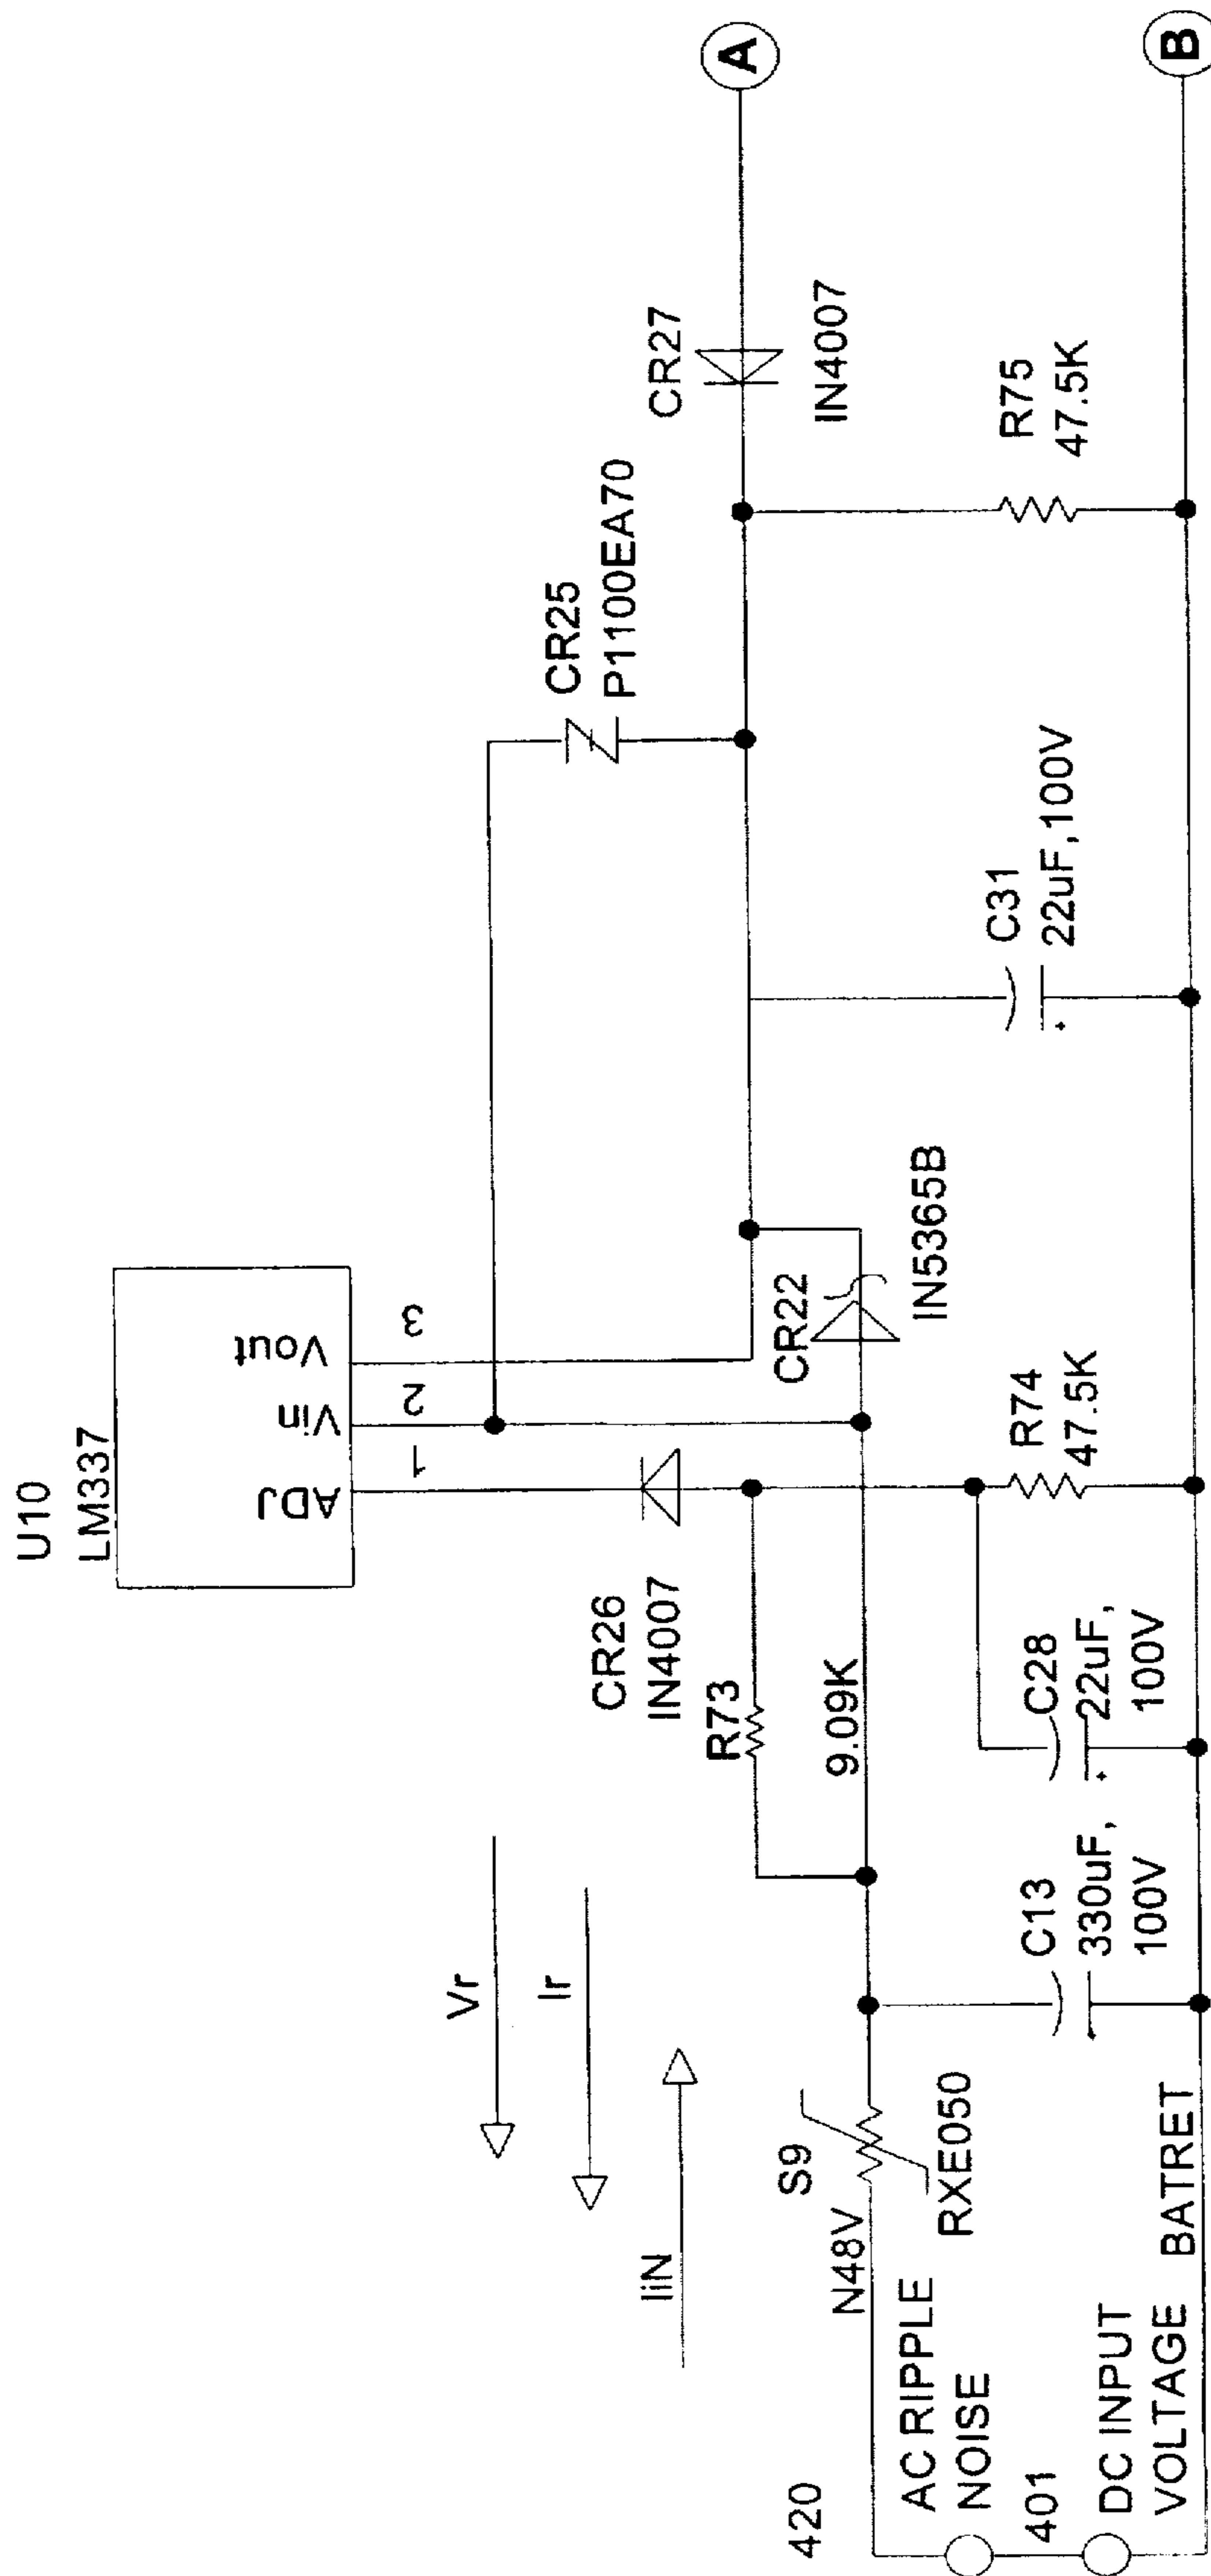 U10
LM337
ADJ
Vin
Vout
1
2
3
CR26
IN4007
R73
9.09K
CR22
IN5365B
CR25
P1100EA70
CR27
IN4007
A
Vr
Ir
IiN
S9
N48V
RXE050
C13
330uF,
100V
+
C28
22uF,
100V
+
R74
47.5K
C31
22uF,100V
+
R75
47.5K
B
420
AC RIPPLE
NOISE
401
DC INPUT
VOLTAGE
BATRET